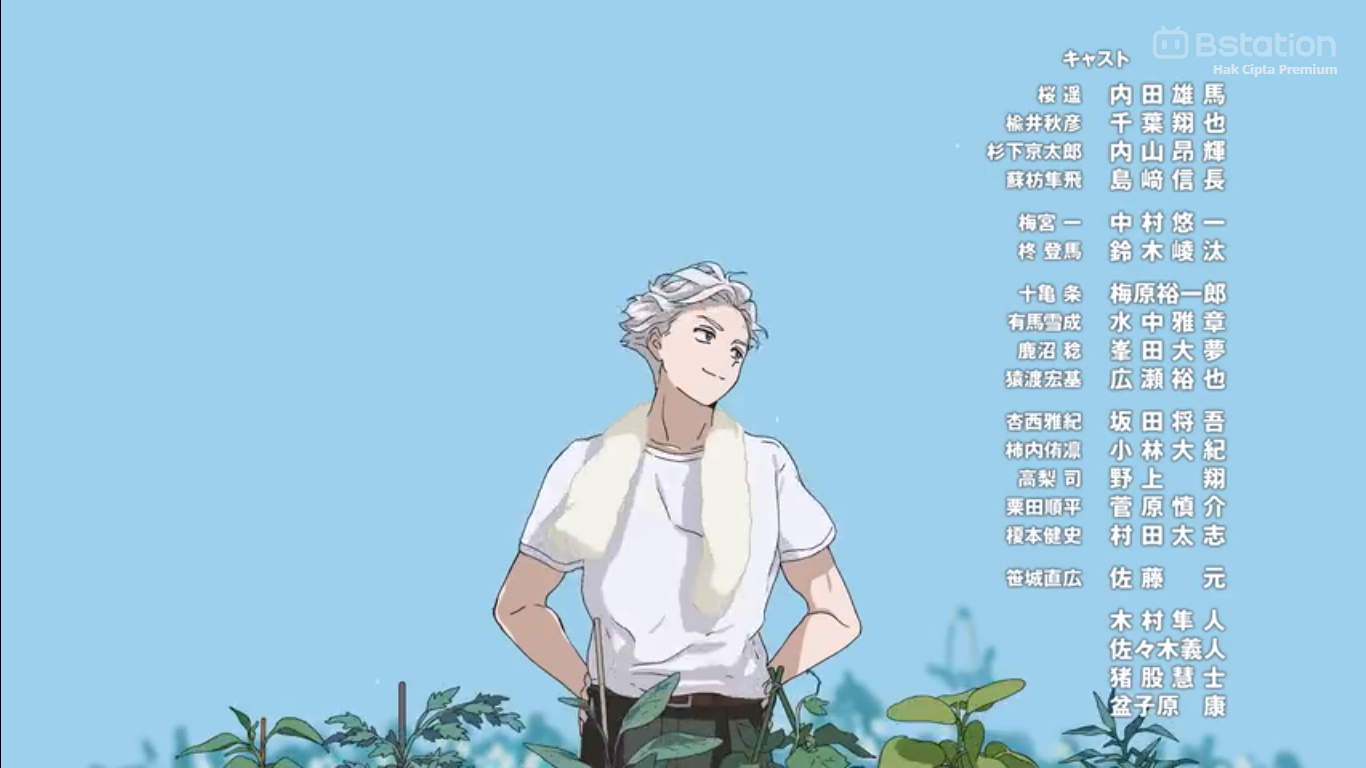 Bstation
Hak Cipta Premium
キャスト
桜 遥 内田雄馬
楡井秋彦 千葉翔也
杉下京太郎 内山昂輝
蘇枋隼飛 島﨑信長
梅宮 一 中村悠一
柊 登馬 鈴木崚汰
十亀 条 梅原裕一郎
有馬雪成 水中雅章
鹿沼 稔 峯田大夢
猿渡宏基 広瀬裕也
杏西雅紀 坂田将吾
柿内侑凛 小林大紀
高梨 司 野上 翔
栗田順平 菅原慎介
榎本健史 村田太志
笹城直広 佐藤 元
木村隼人
佐々木義人
猪股慧士
盆子原 康